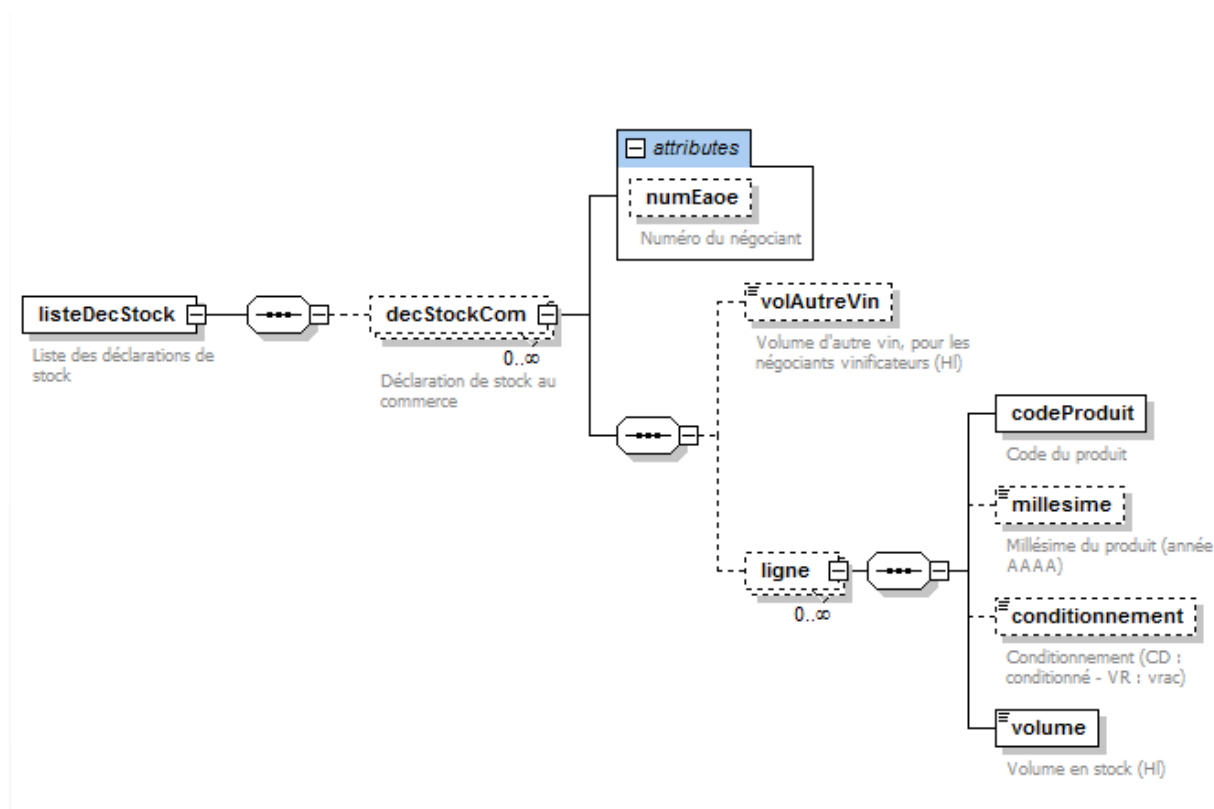 attributes
numEaoe
Numéro du négociant
listeDecStock
Liste des déclarations de
stock
decStockCom
0..∞
Déclaration de stock au
commerce
volAutreVin
Volume d'autre vin, pour les
négociants vinificateurs (Hl)
ligne
0..∞
codeProduit
Code du produit
millesime
Millésime du produit (année
AAAA)
conditionnement
Conditionnement (CD :
conditionné - VR : vrac)
volume
Volume en stock (Hl)